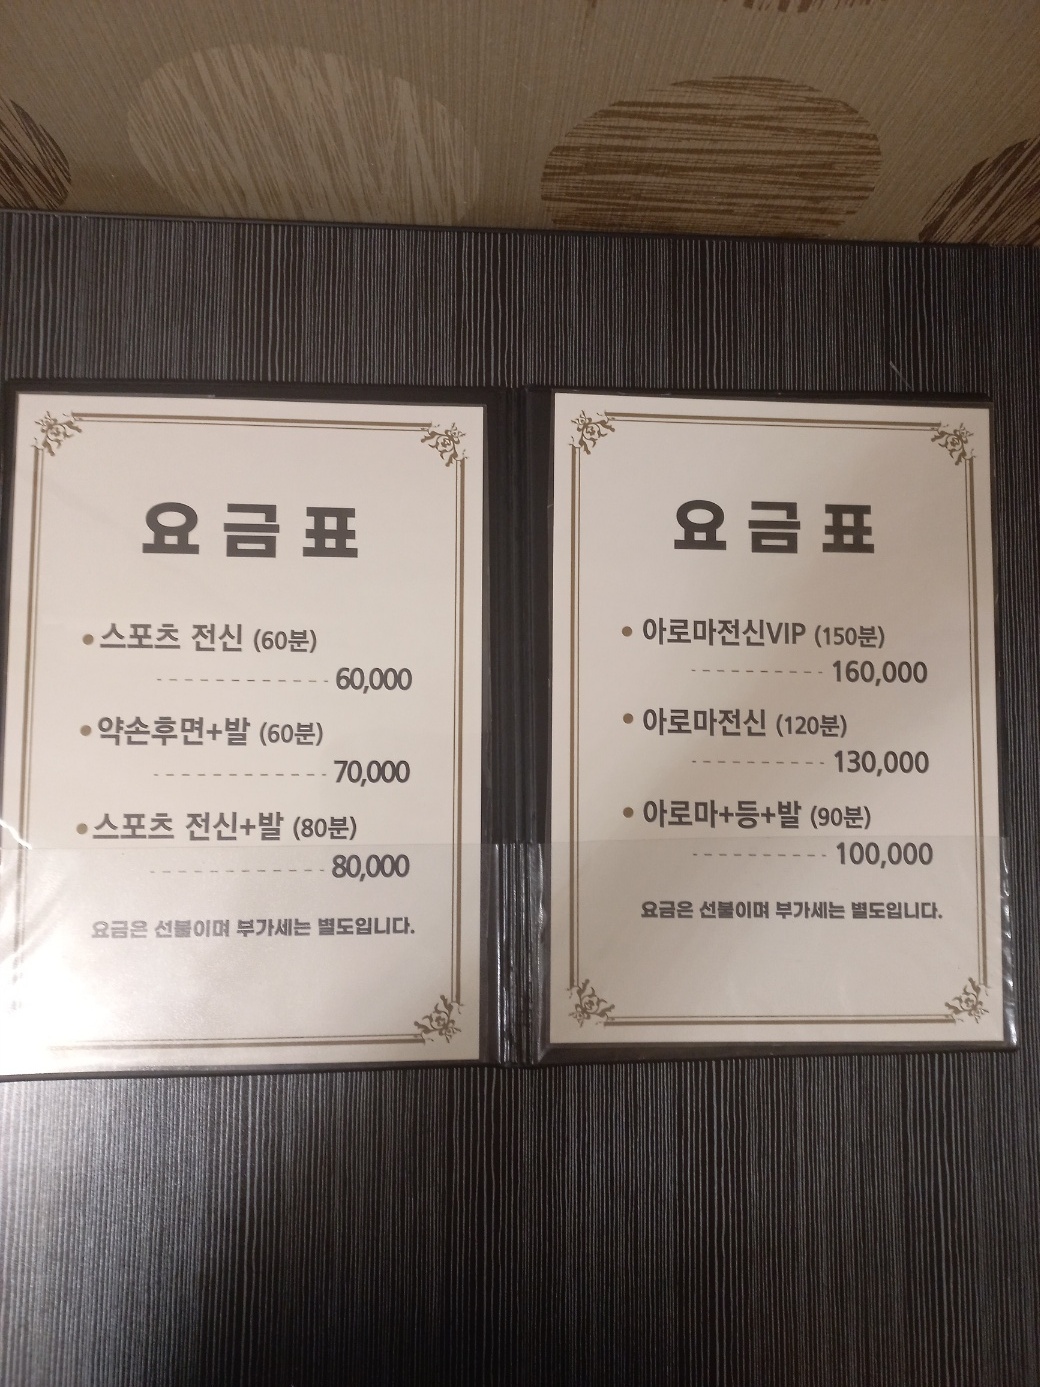 요금표
●스포츠 전신 (60분)
------------60,000
●약손후면+발 (60분)
------------70,000
●스포츠 전신+발 (80분)
------------80,000
요금은 선불이며 부가세는 별도입니다.
요금표
● 아로마전신VIP (150분)
----------160,000
● 아로마전신 (120분)
----------130,000
● 아로마+등+발 (90분)
----------100,000
요금은 선불이며 부가세는 별도입니다.